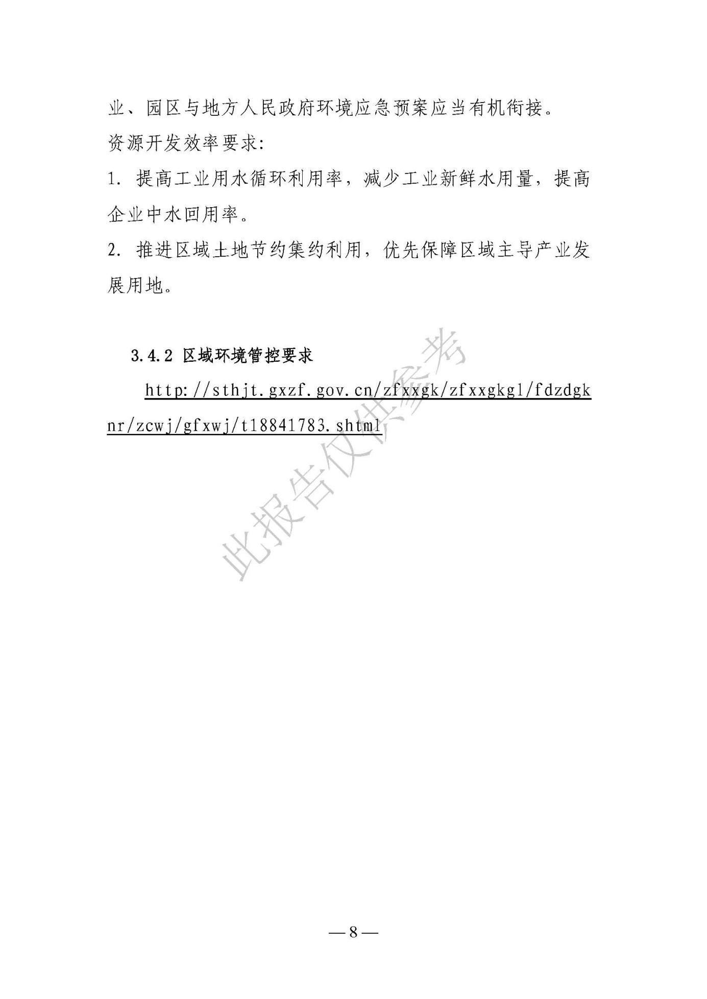 业、园区与地方人民政府环境应急预案应当有机衔接。
资源开发效率要求：
1. 提高工业用水循环利用率，减少工业新鲜水用量，提高
企业中水回用率。
2. 推进区域土地节约集约利用，优先保障区域主导产业发
展用地。
3.4.2 区域环境管控要求
http://sthjt.gxzf.gov.cn/zfxxgk/zfxxgkgl/fdzdgk
nr/zcwj/gfxwj/t18841783.shtml
此报告仅供参考
— 8 —